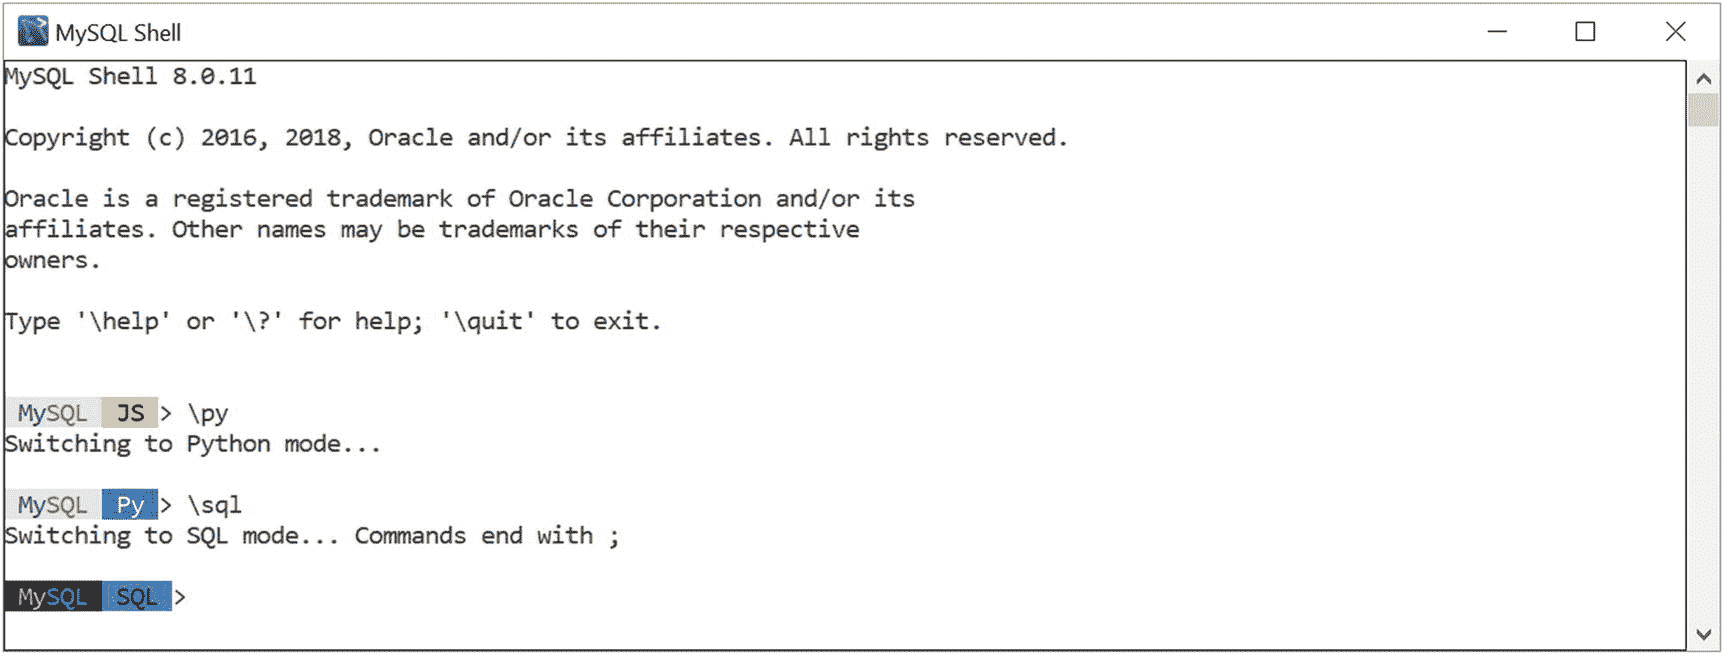 MySQL Shell
MySQL Shell 8.0.11
Copyright (c) 2016, 2018, Oracle and/or its affiliates. All rights reserved.
Oracle is a registered trademark of Oracle Corporation and/or its
affiliates. Other names may be trademarks of their respective
owners.
Type '\help' or '\?' for help; '\quit' to exit.
MySQL JS > \py
Switching to Python mode...
MySQL Py > \sql
Switching to SQL mode... Commands end with ;
MySQL SQL >